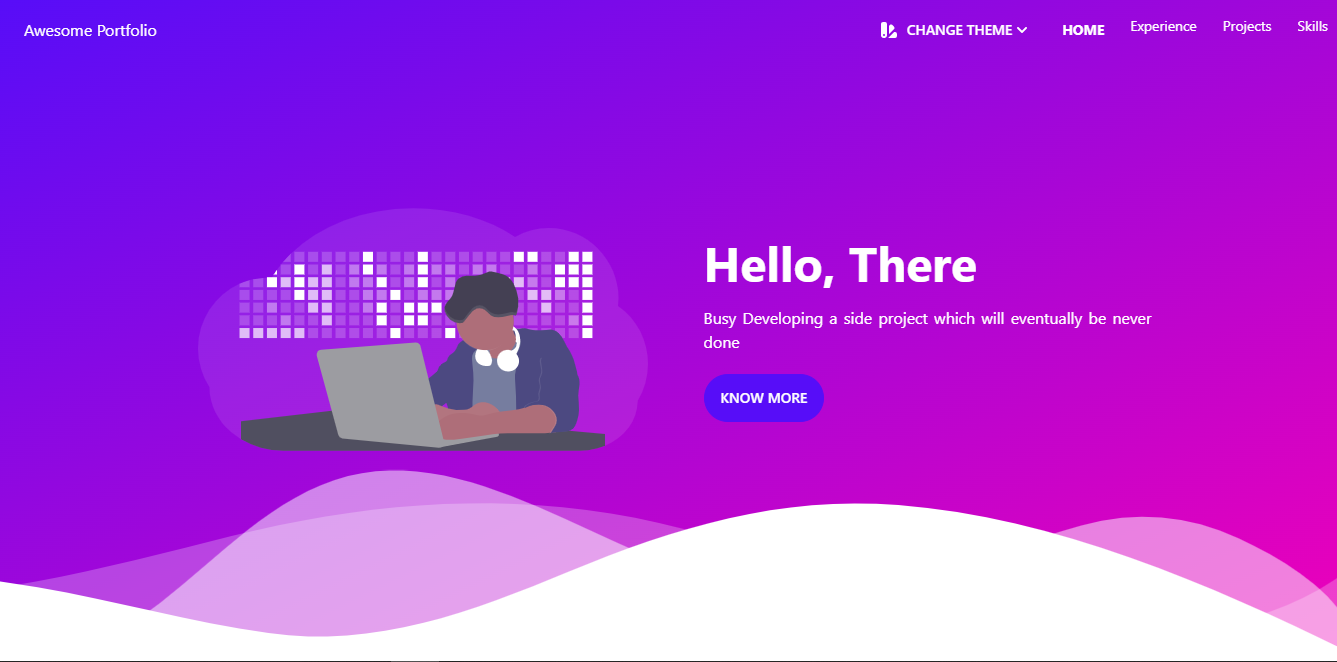 Awesome Portfolio
CHANGE THEME
HOME
Experience
Projects
Skills
Hello, There
Busy Developing a side project which will eventually be never
done
KNOW MORE